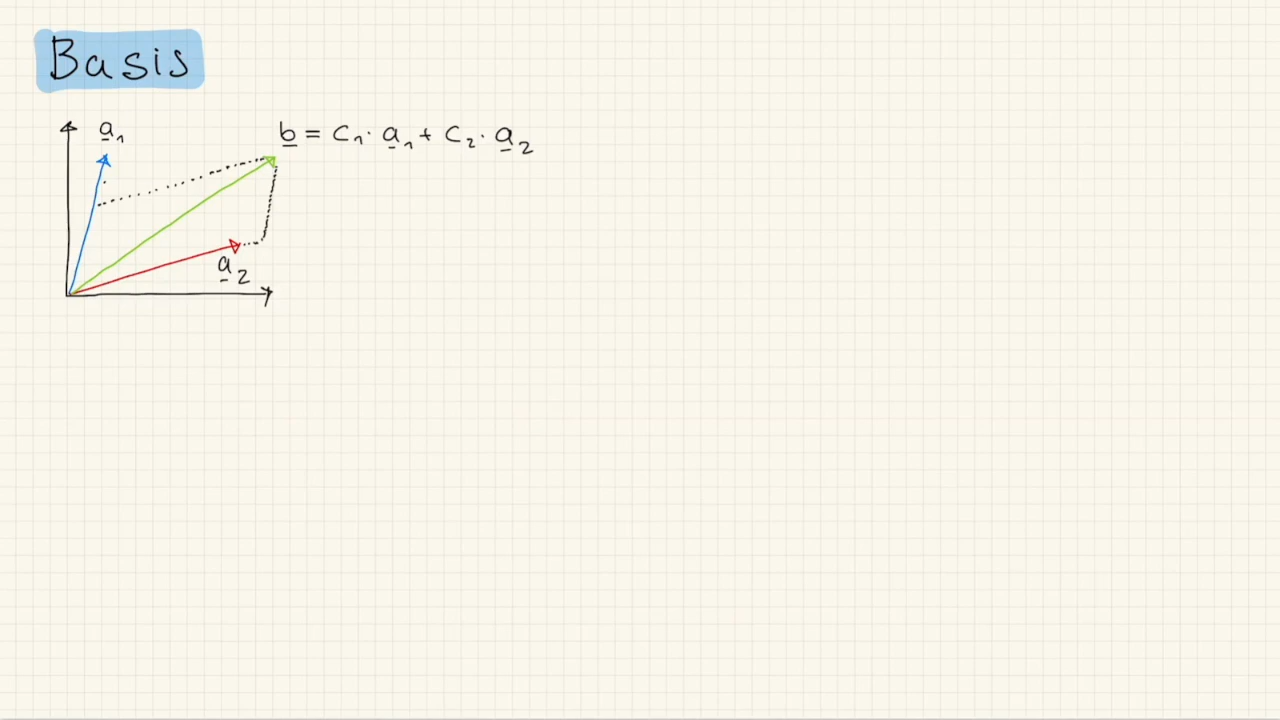 Basis
a₁
b = c₁· a₁ + c₂· a₂
a₂